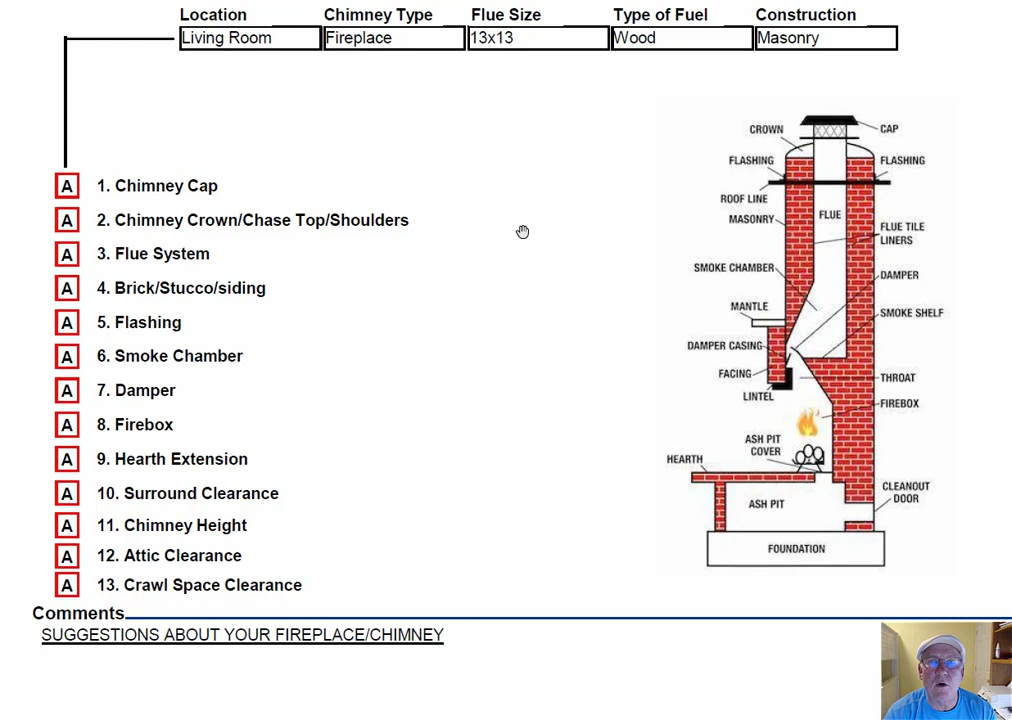 Location Chimney Type Flue Size Type of Fuel Construction
Living Room Fireplace 13x13 Wood Masonry
A 1. Chimney Cap
A 2. Chimney Crown/Chase Top/Shoulders
A 3. Flue System
A 4. Brick/Stucco/siding
A 5. Flashing
A 6. Smoke Chamber
A 7. Damper
A 8. Firebox
A 9. Hearth Extension
A 10. Surround Clearance
A 11. Chimney Height
A 12. Attic Clearance
A 13. Crawl Space Clearance
CROWN
CAP
FLASHING
FLASHING
ROOF LINE
MASONRY
FLUE
FLUE TILE
LINERS
SMOKE CHAMBER
DAMPER
MANTLE
SMOKE SHELF
DAMPER CASING
FACING
THROAT
LINTEL
FIREBOX
ASH PIT
COVER
HEARTH
CLEANOUT
DOOR
ASH PIT
FOUNDATION
Comments
SUGGESTIONS ABOUT YOUR FIREPLACE/CHIMNEY